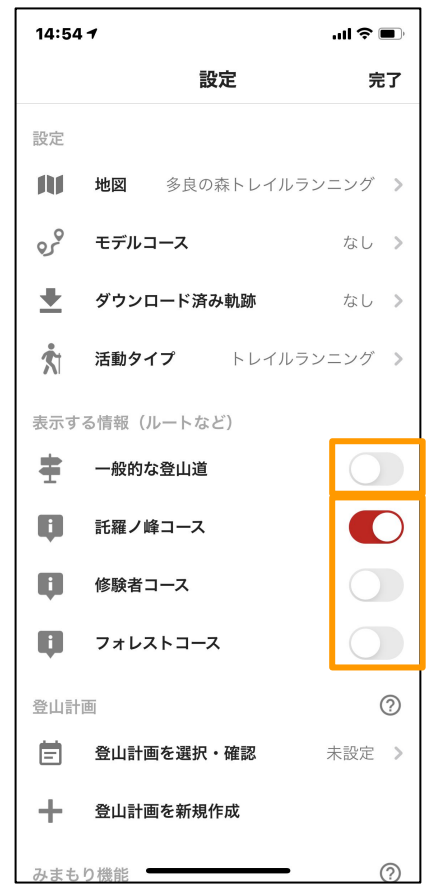 14:54
設定 完了
設定
地図 多良の森トレイルランニング
モデルコース なし
ダウンロード済み軌跡 なし
活動タイプ トレイルランニング
表示する情報（ルートなど）
一般的な登山道
託羅ノ峰コース
修験者コース
フォレストコース
登山計画 ?
登山計画を選択・確認 未設定
登山計画を新規作成
みまもり機能 ?